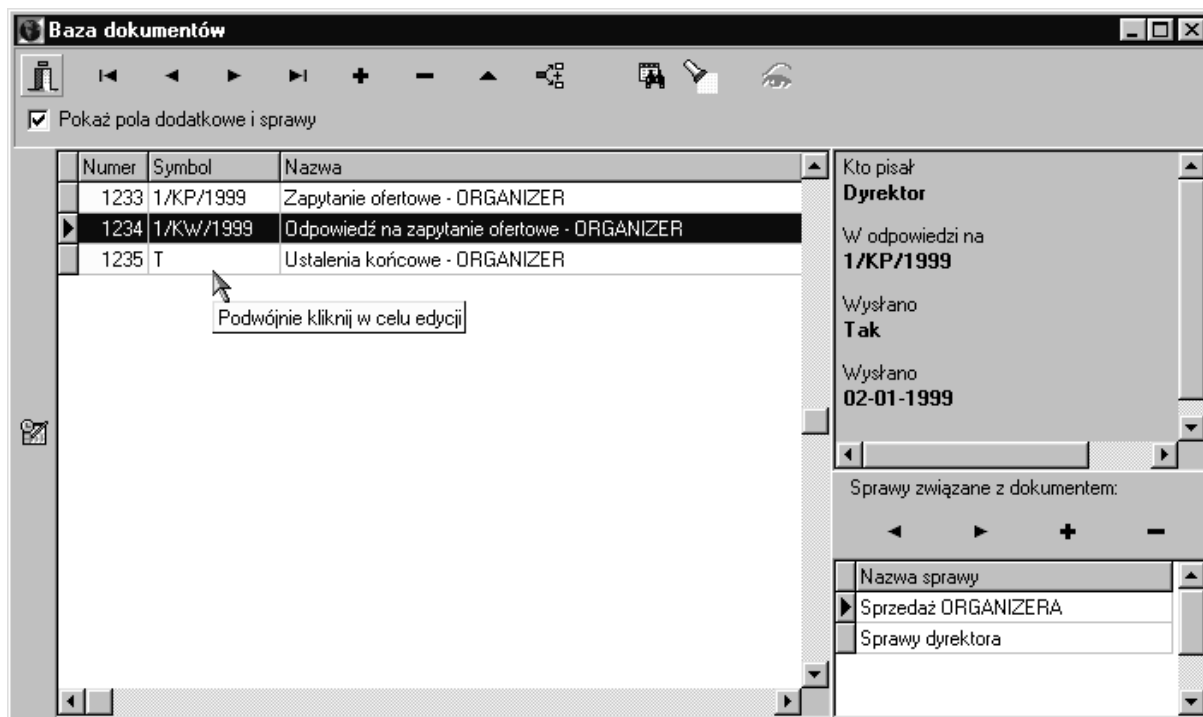 Baza dokumentów
Pokaż pola dodatkowe i sprawy
Numer Symbol Nazwa
1233 1/KP/1999 Zapytanie ofertowe - ORGANIZER
1234 1/KW/1999 Odpowiedź na zapytanie ofertowe - ORGANIZER
1235 T Ustalenia końcowe - ORGANIZER
Podwójnie kliknij w celu edycji
Kto pisał
Dyrektor
W odpowiedzi na
1/KP/1999
Wysłano
Tak
Wysłano
02-01-1999
Sprawy związane z dokumentem:
Nazwa sprawy
Sprzedaż ORGANIZERA
Sprawy dyrektora